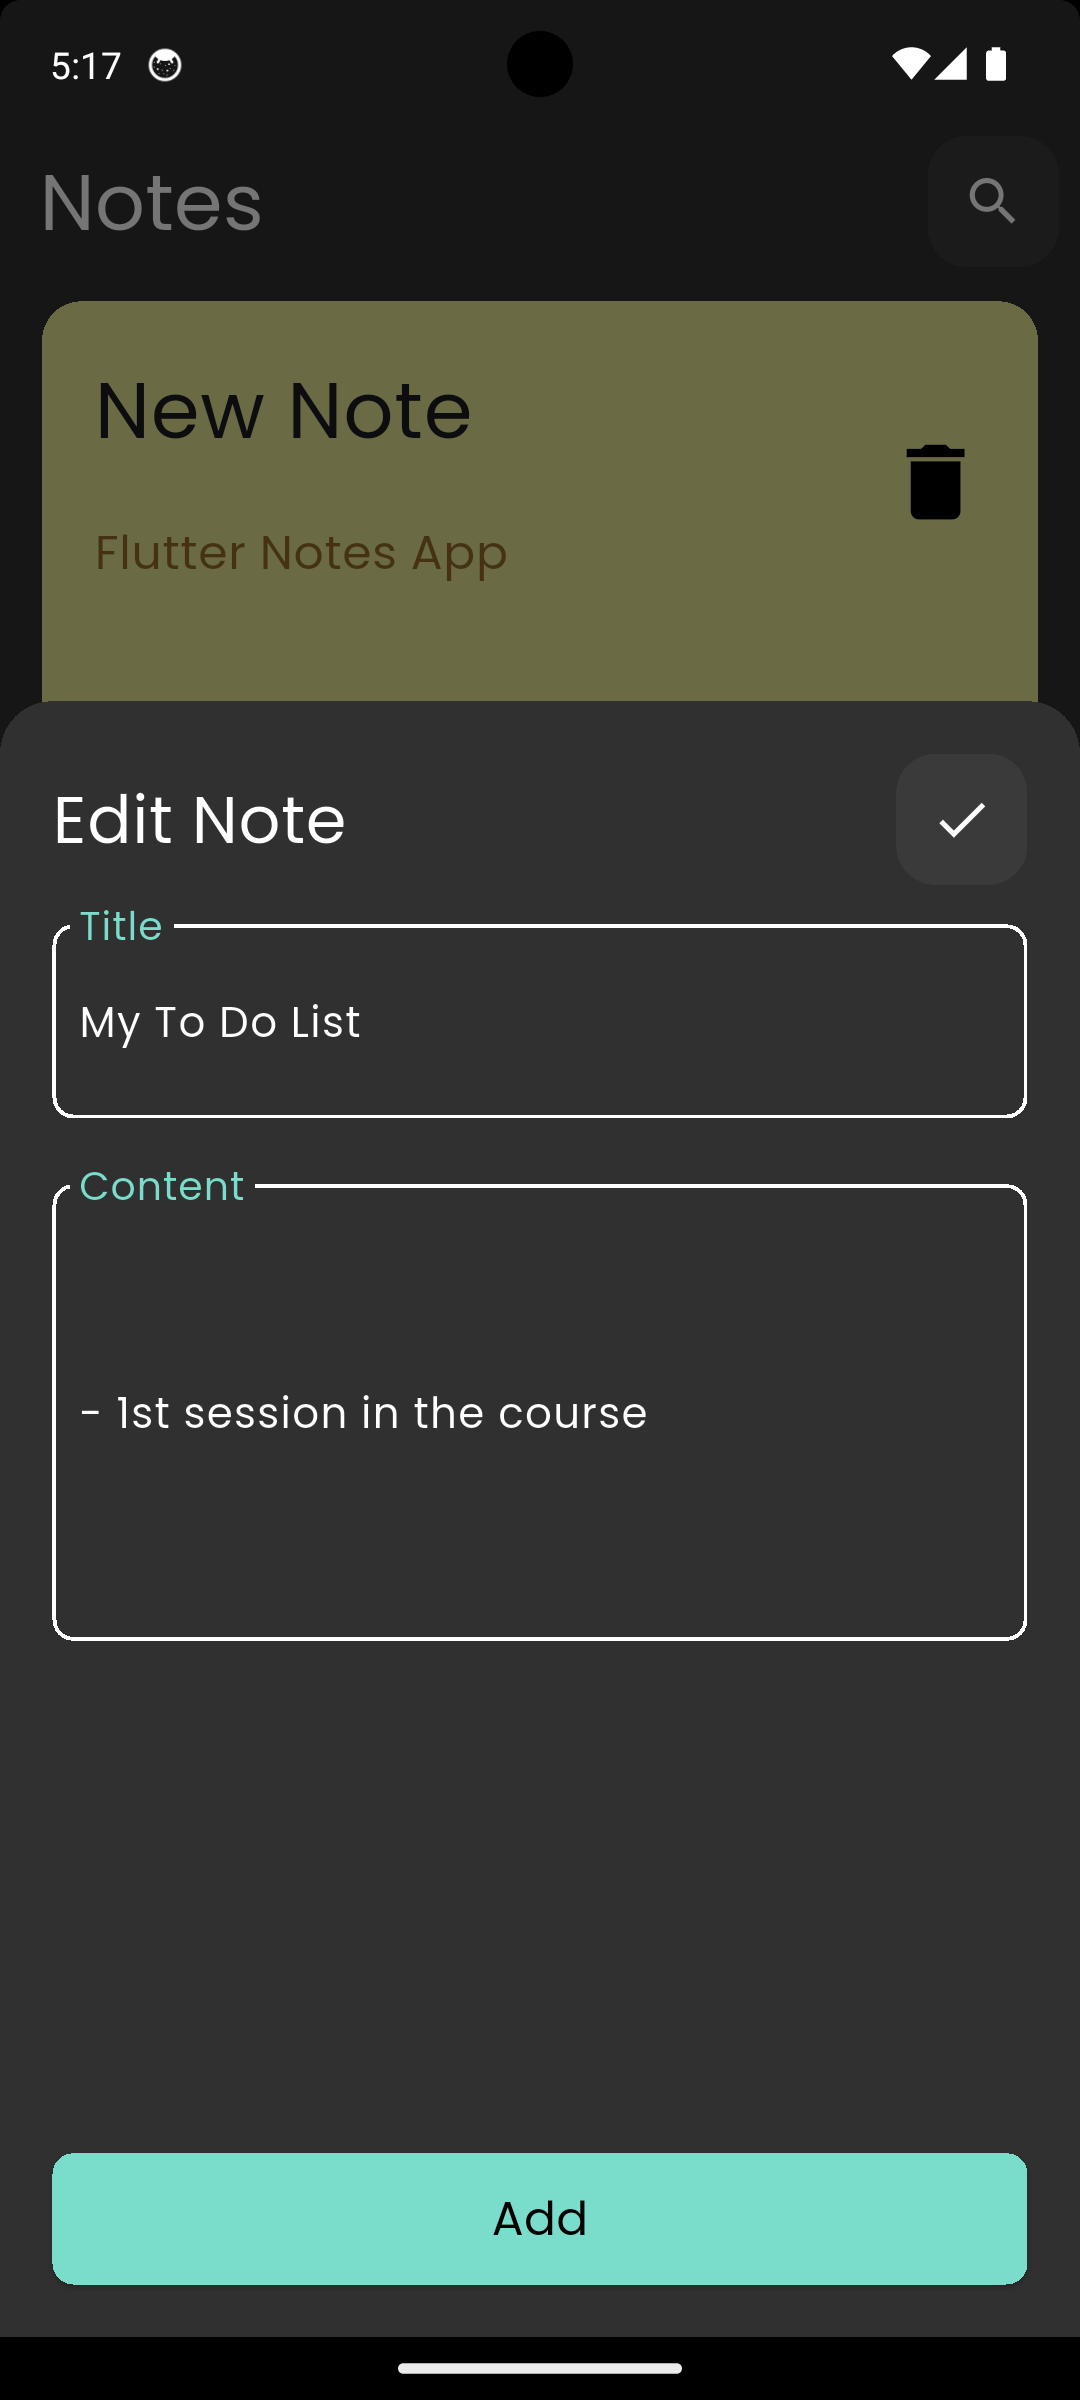 5:17
Notes
New Note
Flutter Notes App
Edit Note
Title
My To Do List
Content
- 1st session in the course
Add